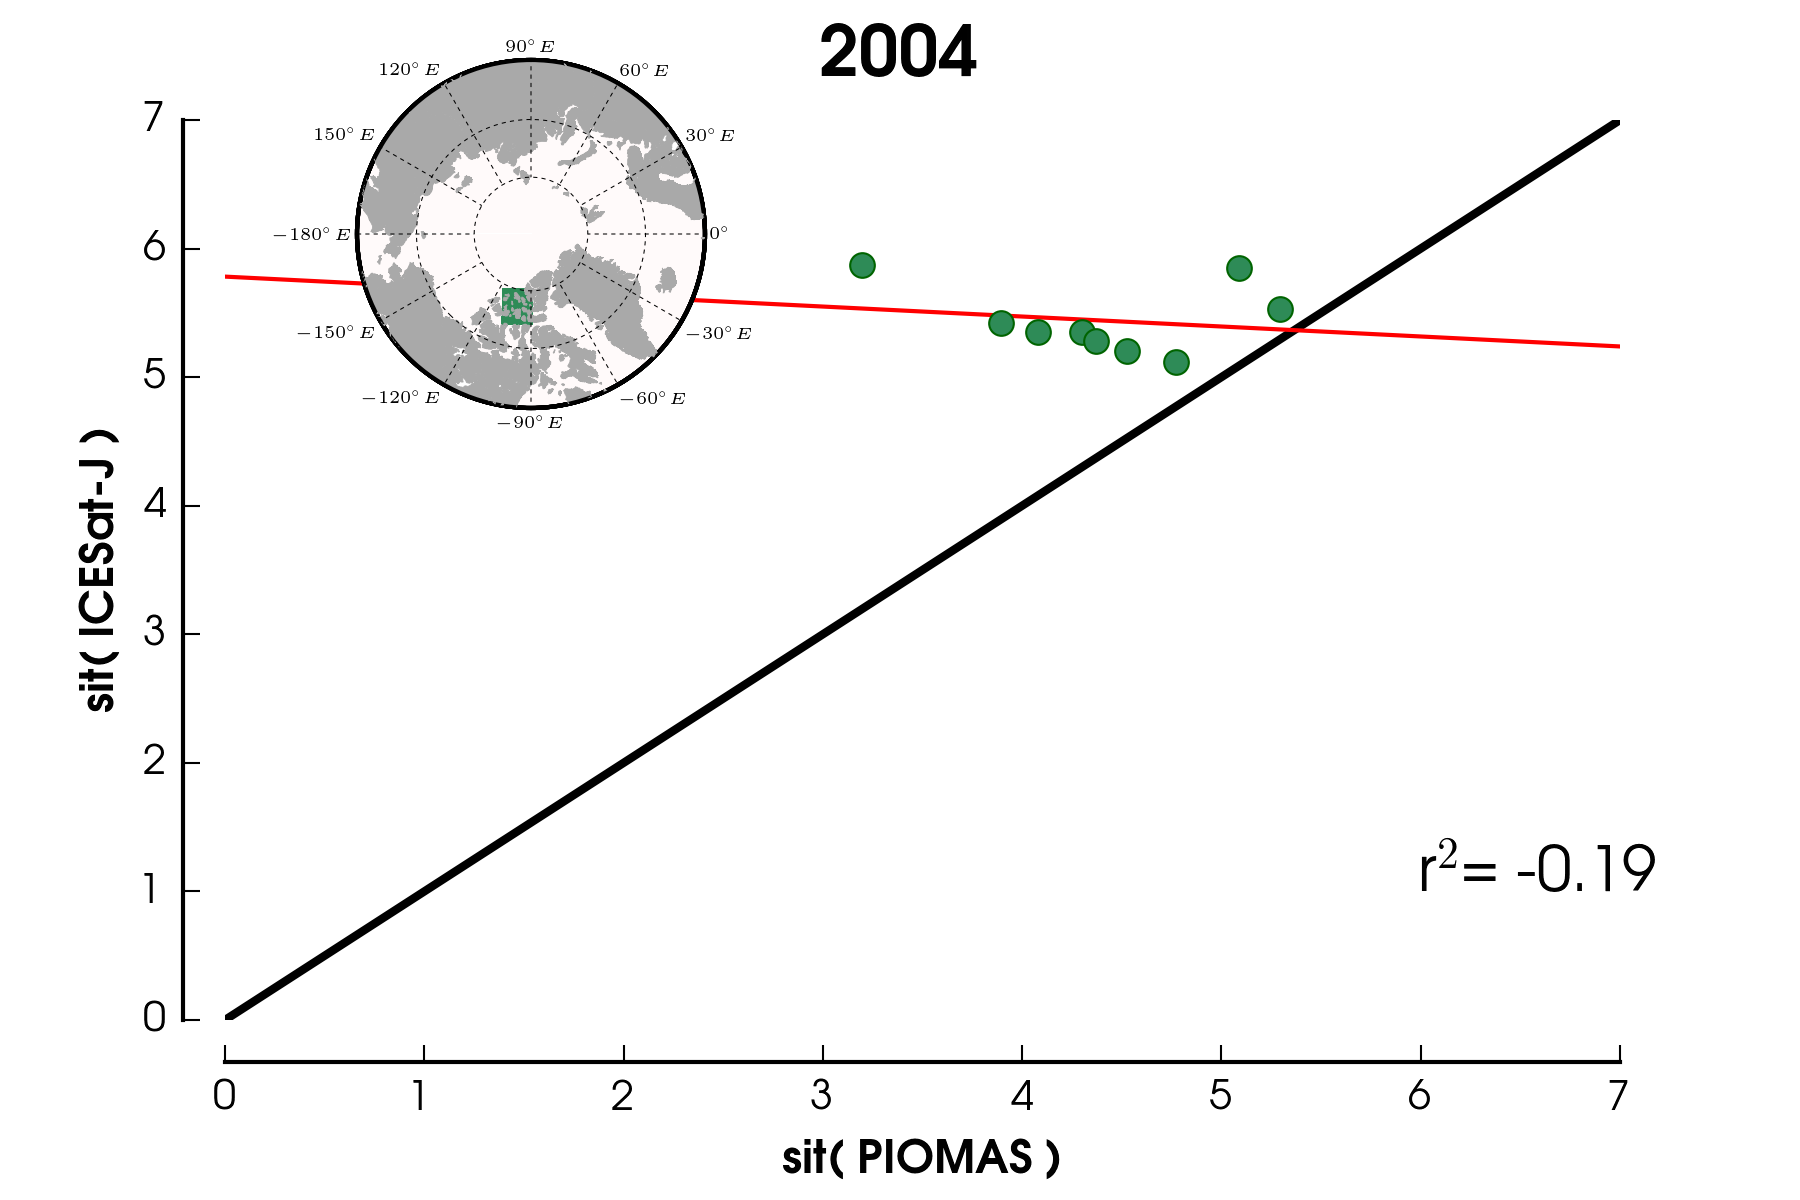 2004
90° E
120° E
60° E
150° E
30° E
−180° E
0°
−150° E
−30° E
−120° E
−60° E
−90° E
7
6
5
4
3
2
1
0
sit( ICESat-J )
r²= -0.19
0 1 2 3 4 5 6 7
sit( PIOMAS )